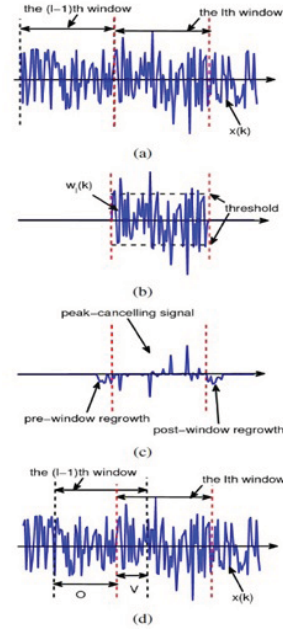 the (l−1)th window
the lth window
x(k)
(a)
w_l(k)
threshold
(b)
peak−cancelling signal
pre−window regrowth
post−window regrowth
(c)
the (l−1)th window
the lth window
O
V
x(k)
(d)